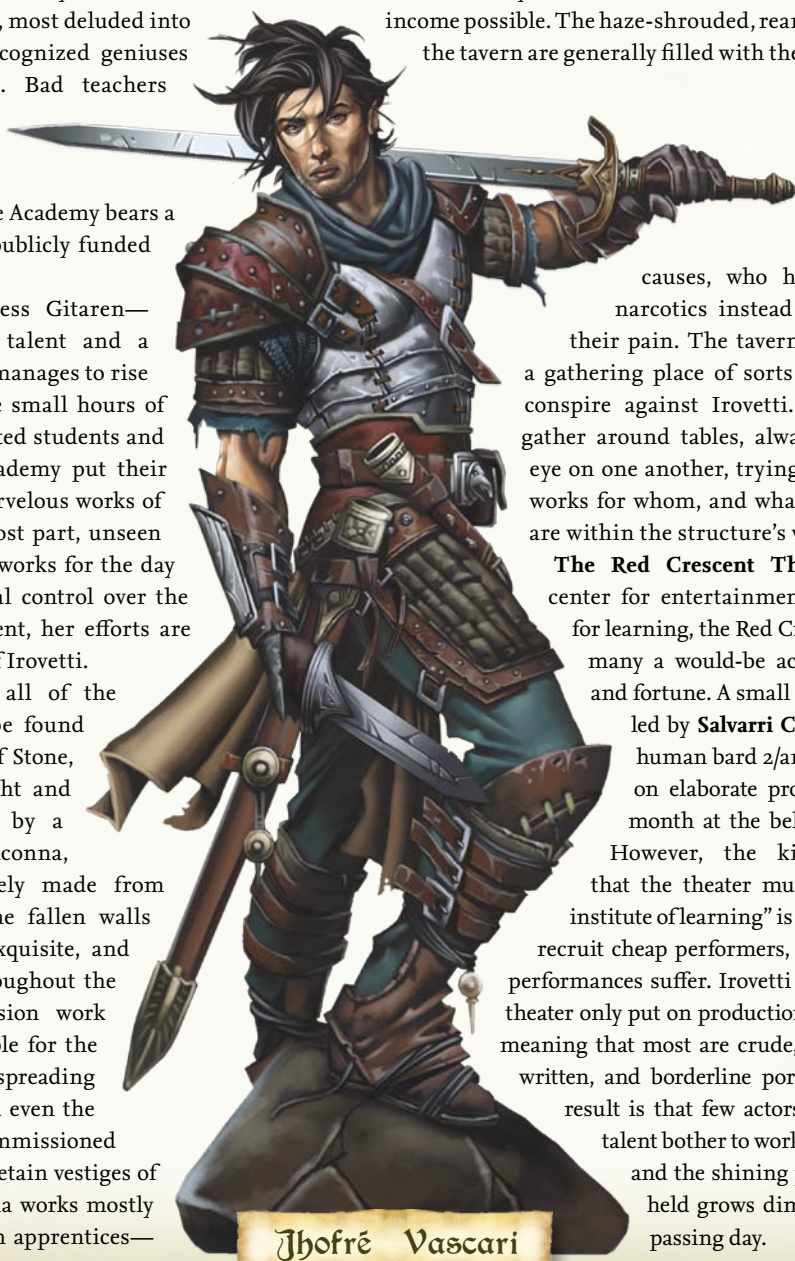 , most deluded into
cognized geniuses
. Bad teachers
e Academy bears a
publicly funded
ess Gitaren—
talent and a
manages to rise
e small hours of
ted students and
ademy put their
rvelous works of
ost part, unseen
works for the day
al control over the
ent, her efforts are
f Irovetti.
all of the
be found
f Stone,
ht and
by a
conna,
ely made from
he fallen walls
xquisite, and
oughout the
sion work
ble for the
spreading
even the
mmissioned
etain vestiges of
a works mostly
n apprentices—
income possible. The haze-shrouded, rear
the tavern are generally filled with the
causes, who h
narcotics instead
their pain. The tavern
a gathering place of sorts
conspire against Irovetti.
gather around tables, alwa
eye on one another, trying
works for whom, and wha
are within the structure's w
The Red Crescent Th
center for entertainmen
for learning, the Red Cr
many a would-be ac
and fortune. A small
led by Salvarri C
human bard 2/ar
on elaborate pro
month at the bel
However, the ki
that the theater mu
institute of learning" is
recruit cheap performers,
performances suffer. Irovetti
theater only put on production
meaning that most are crude,
written, and borderline por
result is that few actors
talent bother to work
and the shining
held grows dim
passing day.
Jhofré Vascari